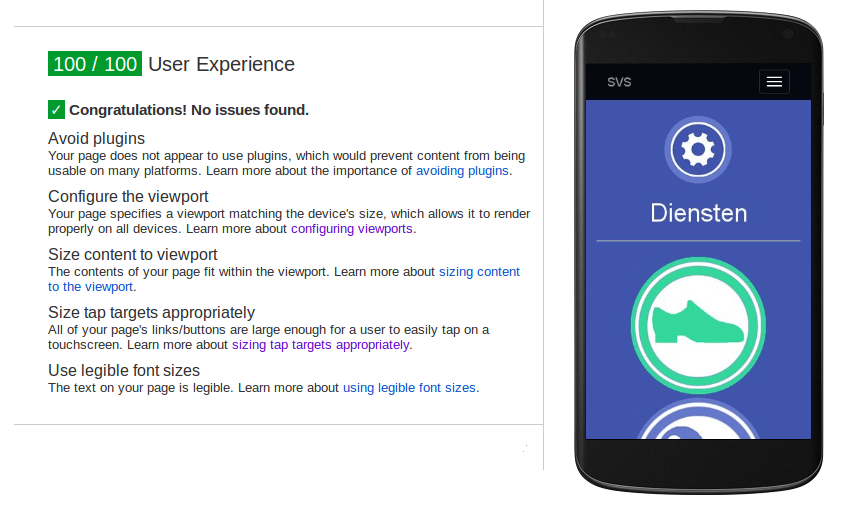 100 / 100 User Experience
✓ Congratulations! No issues found.
Avoid plugins
Your page does not appear to use plugins, which would prevent content from being
usable on many platforms. Learn more about the importance of avoiding plugins.
Configure the viewport
Your page specifies a viewport matching the device's size, which allows it to render
properly on all devices. Learn more about configuring viewports.
Size content to viewport
The contents of your page fit within the viewport. Learn more about sizing content
to the viewport.
Size tap targets appropriately
All of your page's links/buttons are large enough for a user to easily tap on a
touchscreen. Learn more about sizing tap targets appropriately.
Use legible font sizes
The text on your page is legible. Learn more about using legible font sizes.
SVS
Diensten